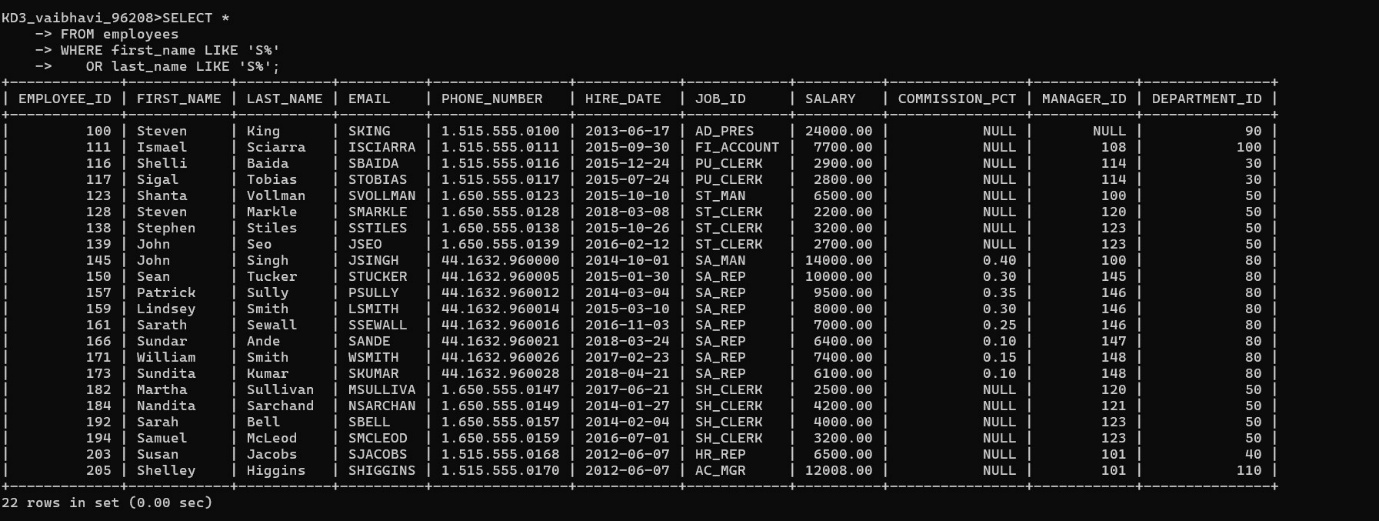 KD3_vaibhavi_96208>SELECT *
    -> FROM employees
    -> WHERE first_name LIKE 'S%'
    ->    OR last_name LIKE 'S%';
+-------------+------------+-----------+----------+----------------+------------+------------+----------+----------------+------------+---------------+
| EMPLOYEE_ID | FIRST_NAME | LAST_NAME | EMAIL    | PHONE_NUMBER   | HIRE_DATE  | JOB_ID     | SALARY   | COMMISSION_PCT | MANAGER_ID | DEPARTMENT_ID |
+-------------+------------+-----------+----------+----------------+------------+------------+----------+----------------+------------+---------------+
|         100 | Steven     | King      | SKING    | 1.515.555.0100 | 2013-06-17 | AD_PRES    | 24000.00 |           NULL |       NULL |            90 |
|         111 | Ismael     | Sciarra   | ISCIARRA | 1.515.555.0111 | 2015-09-30 | FI_ACCOUNT |  7700.00 |           NULL |        108 |           100 |
|         116 | Shelli     | Baida     | SBAIDA   | 1.515.555.0116 | 2015-12-24 | PU_CLERK   |  2900.00 |           NULL |        114 |            30 |
|         117 | Sigal      | Tobias    | STOBIAS  | 1.515.555.0117 | 2015-07-24 | PU_CLERK   |  2800.00 |           NULL |        114 |            30 |
|         123 | Shanta     | Vollman   | SVOLLMAN | 1.650.555.0123 | 2015-10-10 | ST_MAN     |  6500.00 |           NULL |        100 |            50 |
|         128 | Steven     | Markle    | SMARKLE  | 1.650.555.0128 | 2018-03-08 | ST_CLERK   |  2200.00 |           NULL |        120 |            50 |
|         138 | Stephen    | Stiles    | SSTILES  | 1.650.555.0138 | 2015-10-26 | ST_CLERK   |  3200.00 |           NULL |        123 |            50 |
|         139 | John       | Seo       | JSEO     | 1.650.555.0139 | 2016-02-12 | ST_CLERK   |  2700.00 |           NULL |        123 |            50 |
|         145 | John       | Singh     | JSINGH   | 44.1632.960000 | 2014-10-01 | SA_MAN     | 14000.00 |           0.40 |        100 |            80 |
|         150 | Sean       | Tucker    | STUCKER  | 44.1632.960005 | 2015-01-30 | SA_REP     | 10000.00 |           0.30 |        145 |            80 |
|         157 | Patrick    | Sully     | PSULLY   | 44.1632.960012 | 2014-03-04 | SA_REP     |  9500.00 |           0.35 |        146 |            80 |
|         159 | Lindsey    | Smith     | LSMITH   | 44.1632.960014 | 2015-03-10 | SA_REP     |  8000.00 |           0.30 |        146 |            80 |
|         161 | Sarath     | Sewall    | SSEWALL  | 44.1632.960016 | 2016-11-03 | SA_REP     |  7000.00 |           0.25 |        146 |            80 |
|         166 | Sundar     | Ande      | SANDE    | 44.1632.960021 | 2018-03-24 | SA_REP     |  6400.00 |           0.10 |        147 |            80 |
|         171 | William    | Smith     | WSMITH   | 44.1632.960026 | 2017-02-23 | SA_REP     |  7400.00 |           0.15 |        148 |            80 |
|         173 | Sundita    | Kumar     | SKUMAR   | 44.1632.960028 | 2018-04-21 | SA_REP     |  6100.00 |           0.10 |        148 |            80 |
|         182 | Martha     | Sullivan  | MSULLIVA | 1.650.555.0147 | 2017-06-21 | SH_CLERK   |  2500.00 |           NULL |        120 |            50 |
|         184 | Nandita    | Sarchand  | NSARCHAN | 1.650.555.0149 | 2014-01-27 | SH_CLERK   |  4200.00 |           NULL |        121 |            50 |
|         192 | Sarah      | Bell      | SBELL    | 1.650.555.0157 | 2014-02-04 | SH_CLERK   |  4000.00 |           NULL |        123 |            50 |
|         194 | Samuel     | McLeod    | SMCLEOD  | 1.650.555.0159 | 2016-07-01 | SH_CLERK   |  3200.00 |           NULL |        123 |            50 |
|         203 | Susan      | Jacobs    | SJACOBS  | 1.515.555.0168 | 2012-06-07 | HR_REP     |  6500.00 |           NULL |        101 |            40 |
|         205 | Shelley    | Higgins   | SHIGGINS | 1.515.555.0170 | 2012-06-07 | AC_MGR     | 12008.00 |           NULL |        101 |           110 |
+-------------+------------+-----------+----------+----------------+------------+------------+----------+----------------+------------+---------------+
22 rows in set (0.00 sec)